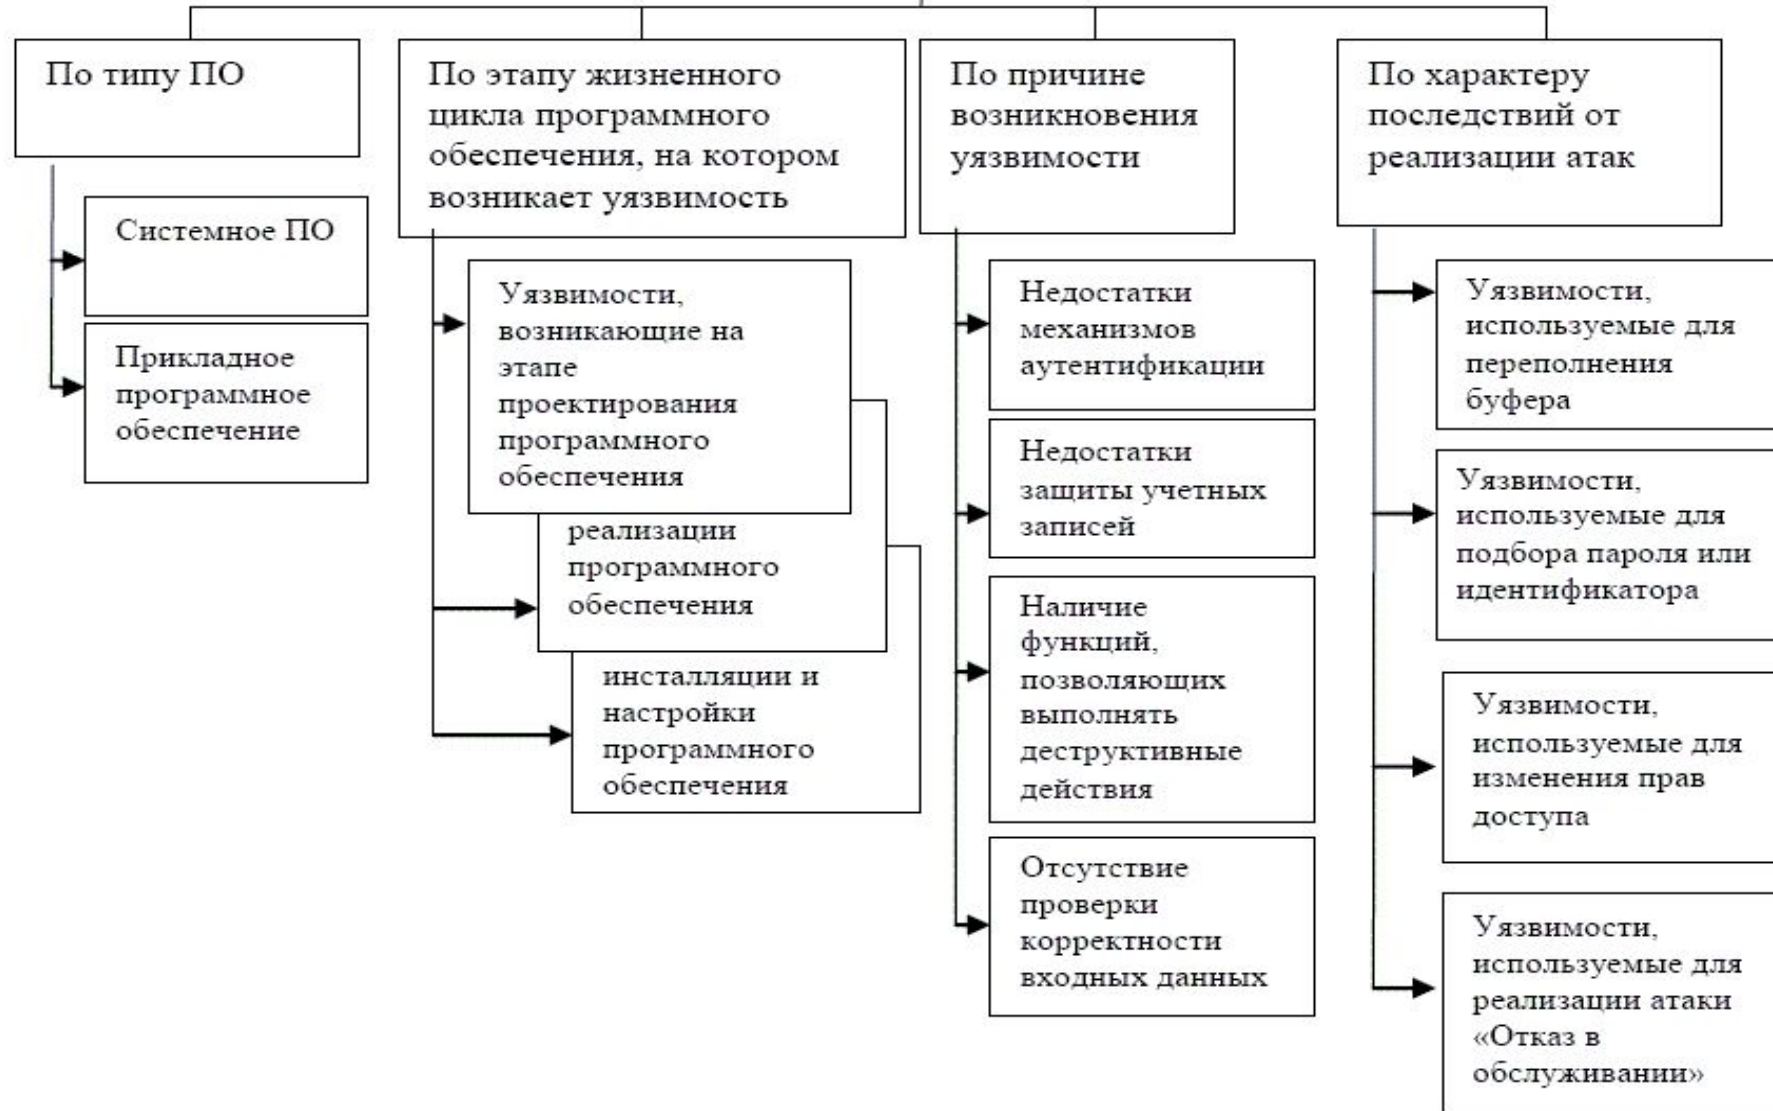 По типу ПО
Системное ПО
Прикладное
программное
обеспечение
По этапу жизненного
цикла программного
обеспечения, на котором
возникает уязвимость
Уязвимости,
возникающие на
этапе
проектирования
программного
обеспечения
реализации
программного
обеспечения
инсталляции и
настройки
программного
обеспечения
По причине
возникновения
уязвимости
Недостатки
механизмов
аутентификации
Недостатки
защиты учетных
записей
Наличие
функций,
позволяющих
выполнять
деструктивные
действия
Отсутствие
проверки
корректности
входных данных
По характеру
последствий от
реализации атак
Уязвимости,
используемые для
переполнения
буфера
Уязвимости,
используемые для
подбора пароля или
идентификатора
Уязвимости,
используемые для
изменения прав
доступа
Уязвимости,
используемые для
реализации атаки
«Отказ в
обслуживании»